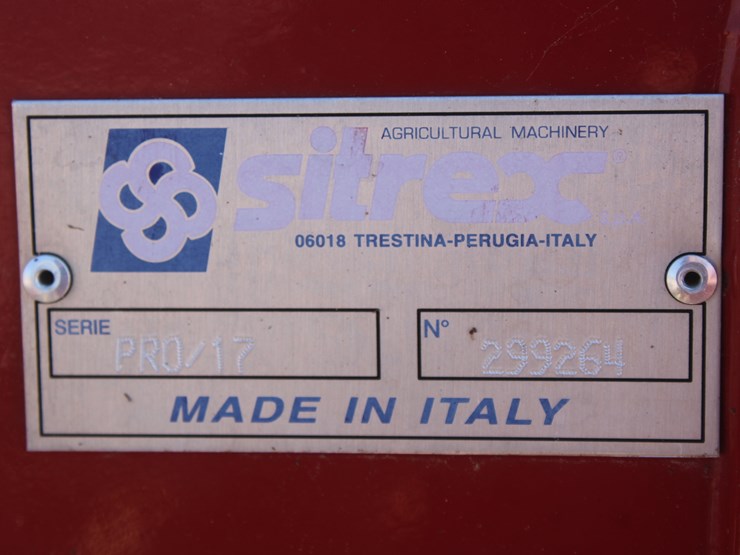 AGRICULTURAL MACHINERY
sitrex®
06018 TRESTINA-PERUGIA-ITALY
SERIE PRO/17
N° 299264
MADE IN ITALY